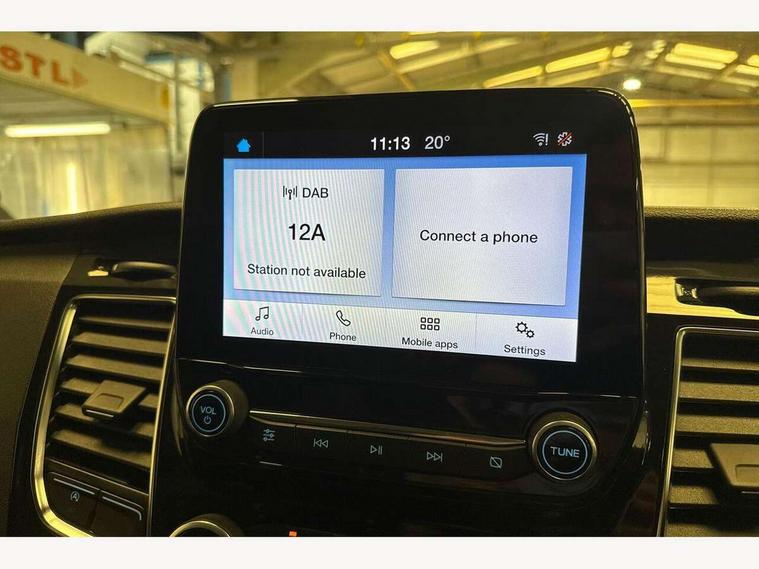 STL
11:13 20°
DAB
12A
Station not available
Connect a phone
Audio
Phone
Mobile apps
Settings
VOL
TUNE